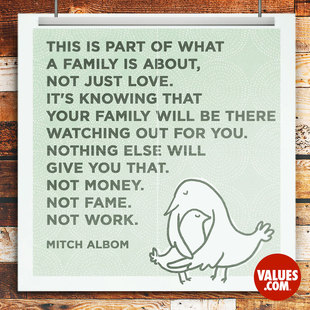 THIS IS PART OF WHAT
A FAMILY IS ABOUT,
NOT JUST LOVE.
IT'S KNOWING THAT
YOUR FAMILY WILL BE THERE
WATCHING OUT FOR YOU.
NOTHING ELSE WILL
GIVE YOU THAT.
NOT MONEY.
NOT FAME.
NOT WORK.
MITCH ALBOM
VALUES
.COM®